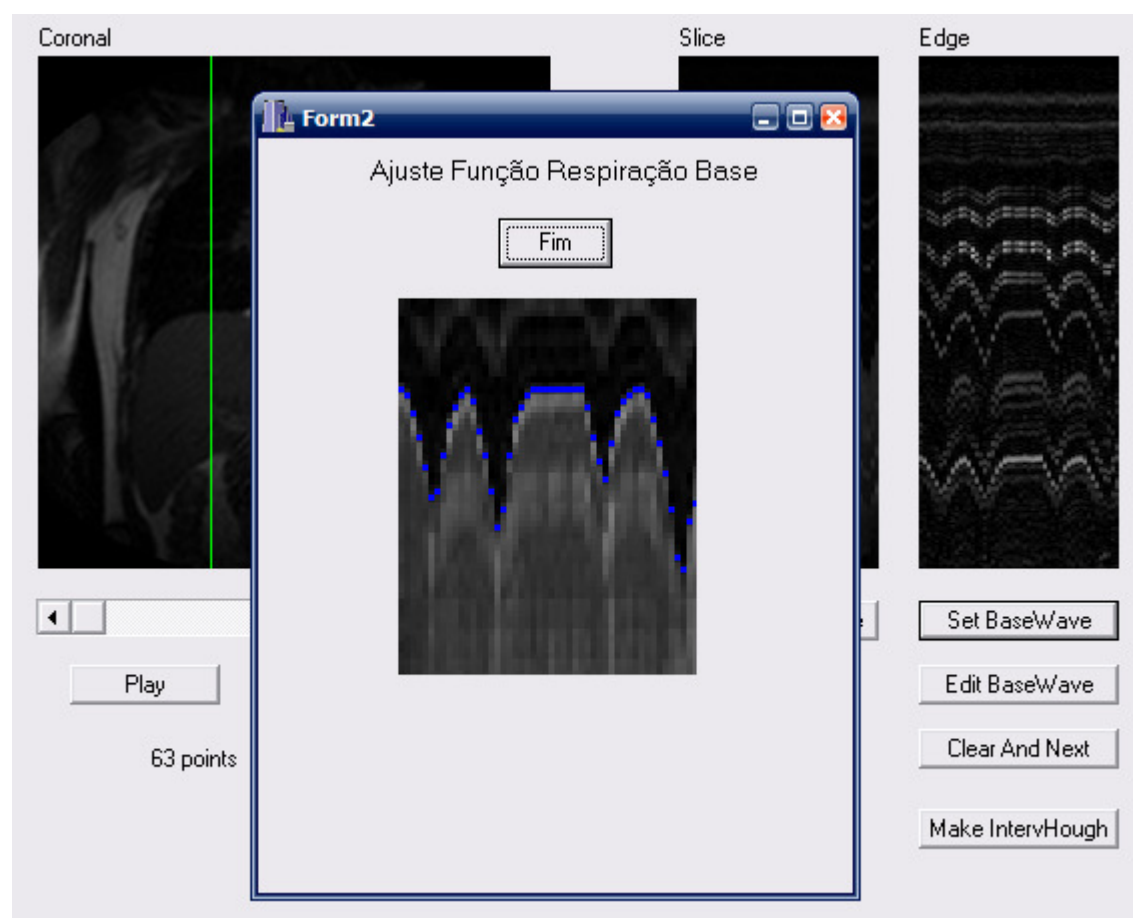 Coronal
Slice
Edge
Form2
Ajuste Função Respiração Base
Fim
Set BaseWave
Play
Edit BaseWave
63 points
Clear And Next
Make IntervHough